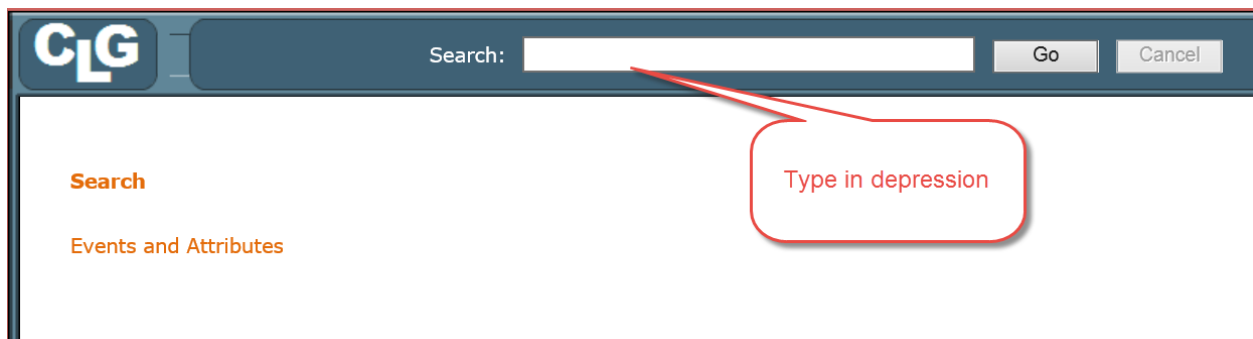 CLG
Search: Go Cancel
Type in depression
Search
Events and Attributes